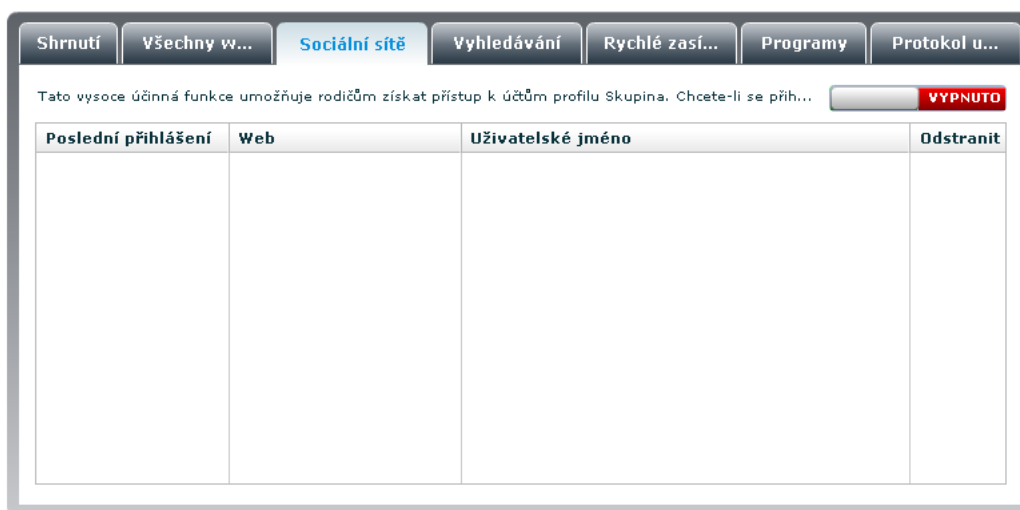 Shrnutí Všechny w... Sociální sítě Vyhledávání Rychlé zasí... Programy Protokol u...
Tato vysoce účinná funkce umožňuje rodičům získat přístup k účtům profilu Skupina. Chcete-li se přih... VYPNUTO
Poslední přihlášení Web Uživatelské jméno Odstranit